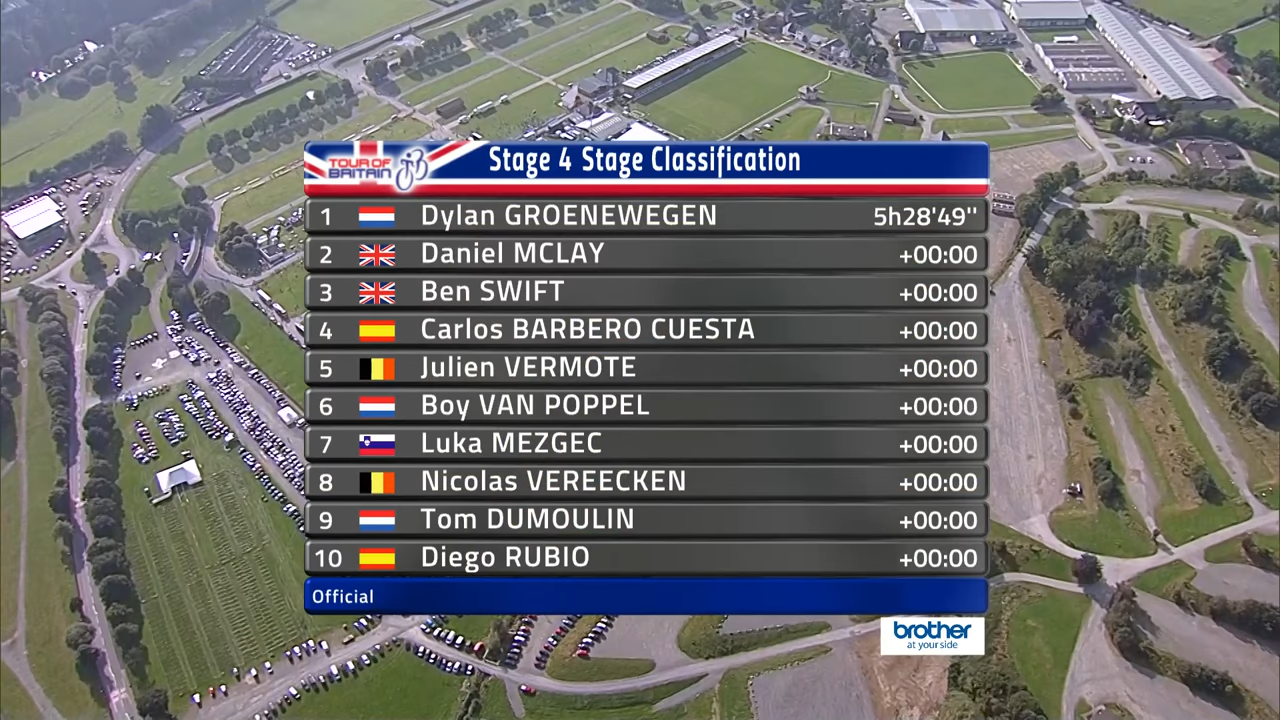 TOUR OF
BRITAIN
Stage 4 Stage Classification
1 Dylan GROENEWEGEN 5h28'49''
2 Daniel MCLAY +00:00
3 Ben SWIFT +00:00
4 Carlos BARBERO CUESTA +00:00
5 Julien VERMOTE +00:00
6 Boy VAN POPPEL +00:00
7 Luka MEZGEC +00:00
8 Nicolas VEREECKEN +00:00
9 Tom DUMOULIN +00:00
10 Diego RUBIO +00:00
Official
brother
at your side